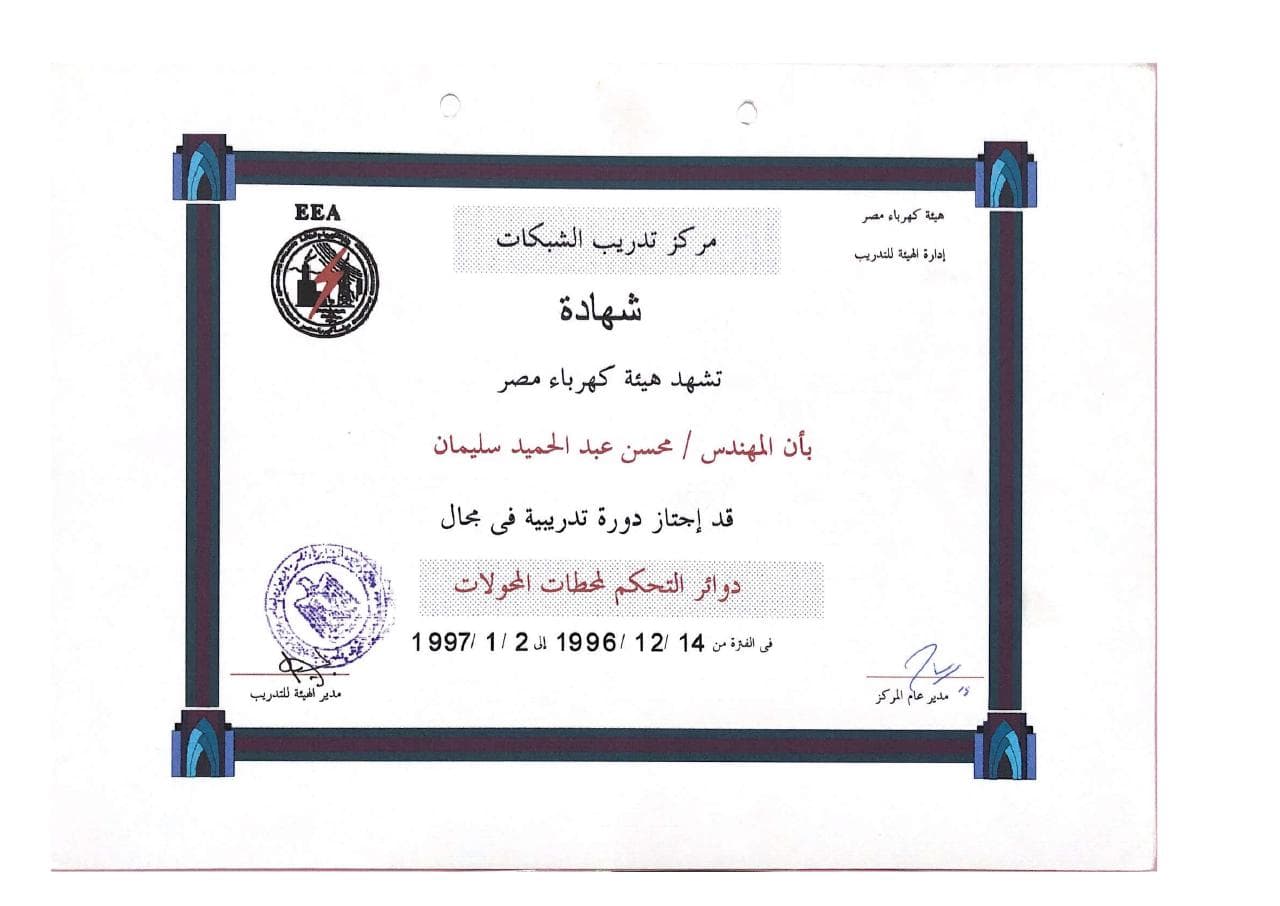 هيئة كهرباء مصر
إدارة الهيئة للتدريب
EEA
مركز تدريب الشبكات
شهادة
تشهد هيئة كهرباء مصر
بأن المهندس / محسن عبد الحميد سليمان
قد إجتاز دورة تدريبية فى مجال
دوائر التحكم لمحطات المحولات
فى الفترة من 14 /12 /1996 إلى 2 /1 /1997
مدير عام المركز
مدير الهيئة للتدريب